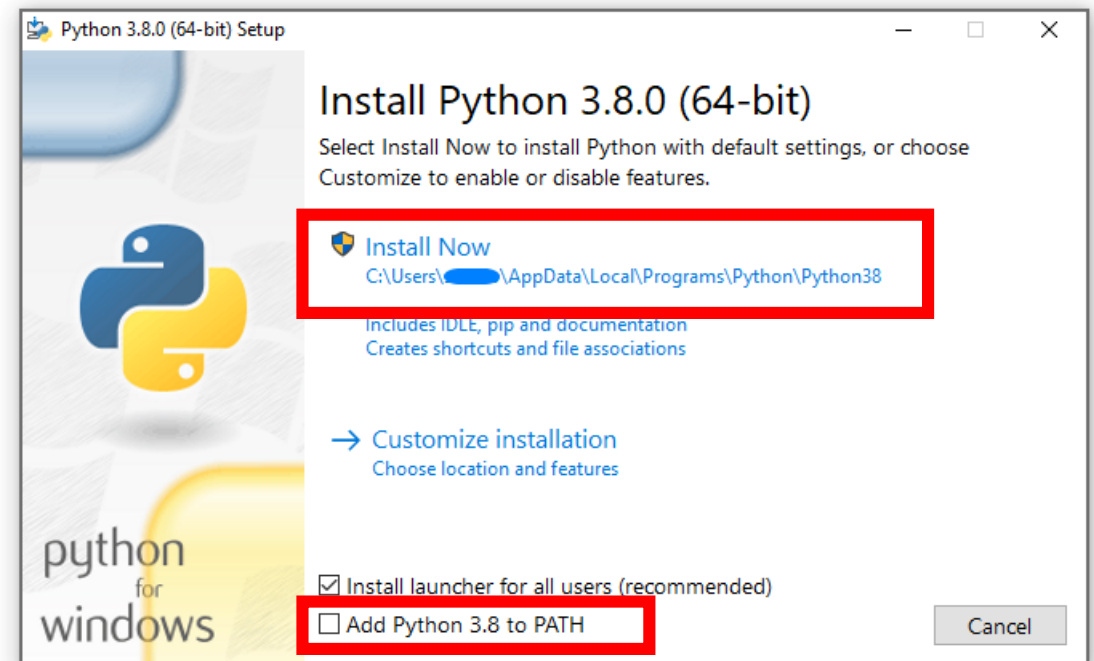 Python 3.8.0 (64-bit) Setup
Install Python 3.8.0 (64-bit)
Select Install Now to install Python with default settings, or choose
Customize to enable or disable features.
Install Now
C:\Users\ \AppData\Local\Programs\Python\Python38
Includes IDLE, pip and documentation
Creates shortcuts and file associations
Customize installation
Choose location and features
python
for
windows
Install launcher for all users (recommended)
Add Python 3.8 to PATH
Cancel